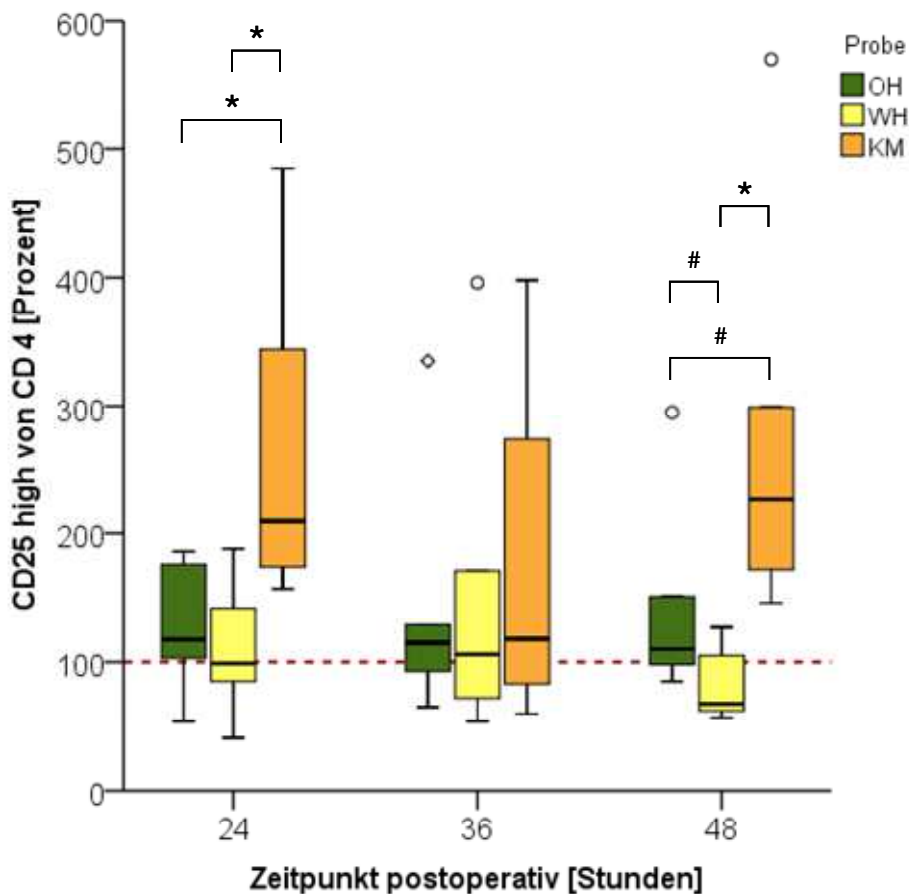 600
500
400
300
200
100
0
CD25 high von CD 4 [Prozent]
*
*
*
#
#
Probe
OH
WH
KM
24
36
48
Zeitpunkt postoperativ [Stunden]